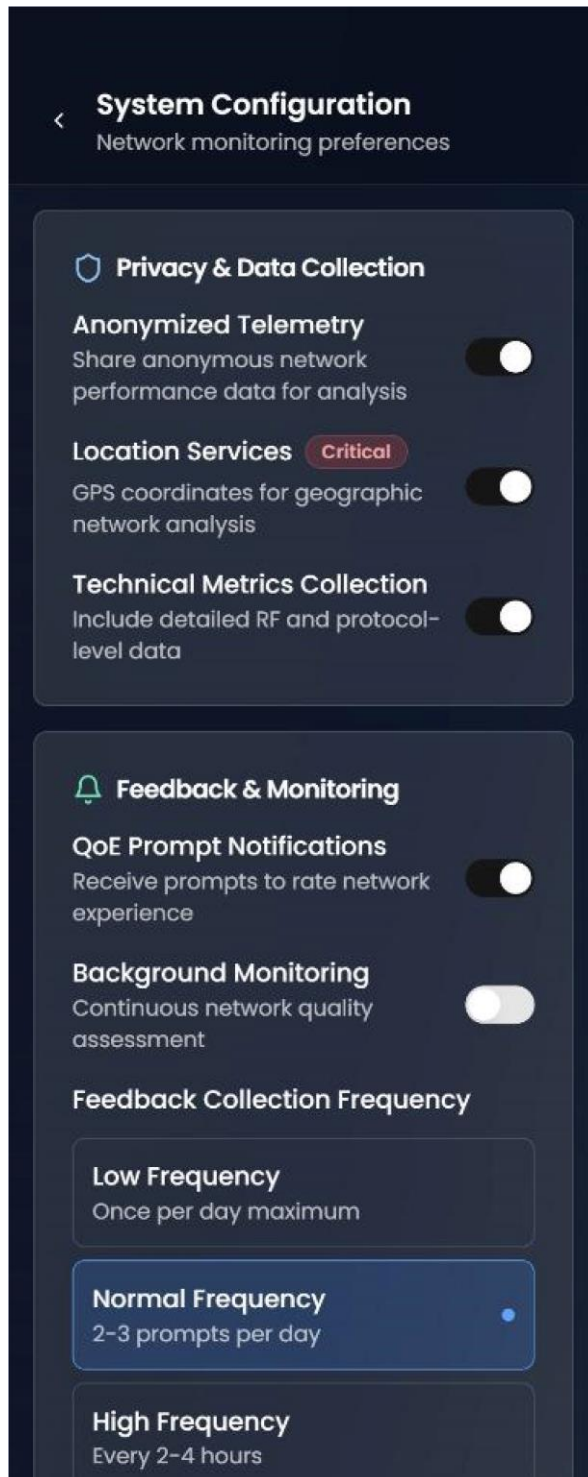 System Configuration
Network monitoring preferences
Privacy & Data Collection
Anonymized Telemetry
Share anonymous network
performance data for analysis
Location Services Critical
GPS coordinates for geographic
network analysis
Technical Metrics Collection
Include detailed RF and protocol-
level data
Feedback & Monitoring
QoE Prompt Notifications
Receive prompts to rate network
experience
Background Monitoring
Continuous network quality
assessment
Feedback Collection Frequency
Low Frequency
Once per day maximum
Normal Frequency
2-3 prompts per day
High Frequency
Every 2-4 hours